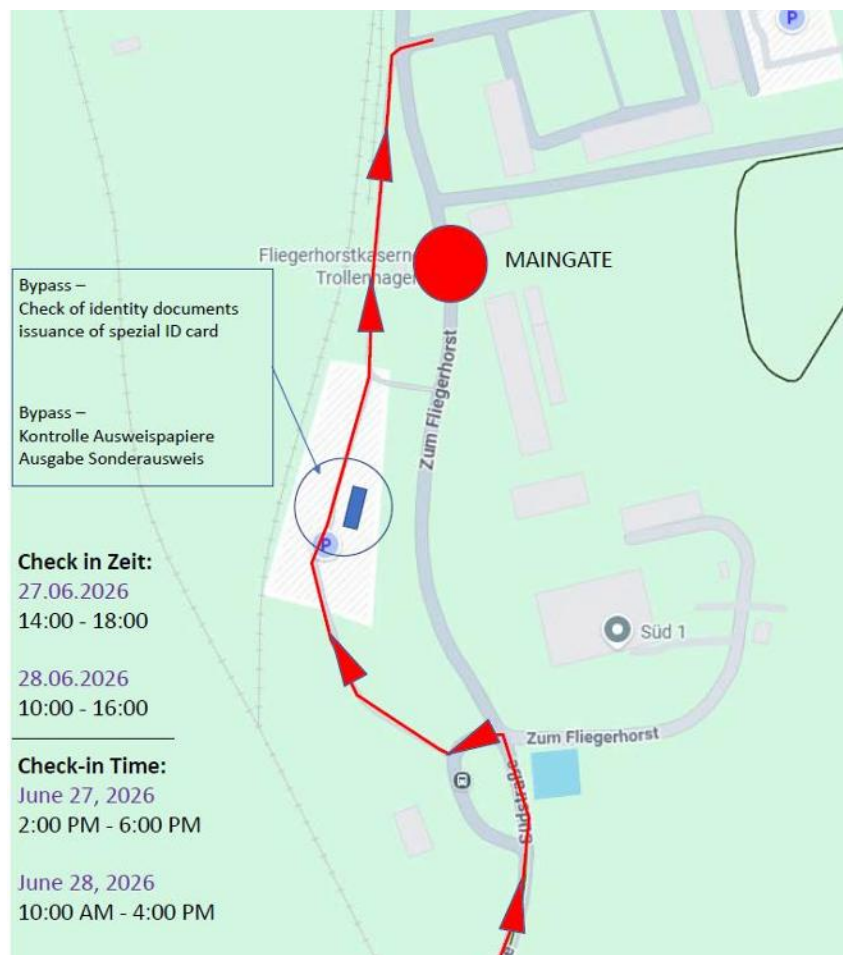 P
Fliegerhorstkaserne
Trollenhagen
MAINGATE
Bypass –
Check of identity documents
issuance of spezial ID card
Bypass –
Kontrolle Ausweispapiere
Ausgabe Sonderausweis
Zum Fliegerhorst
P
Check in Zeit:
27.06.2026
14:00 - 18:00
28.06.2026
10:00 - 16:00
Süd 1
Zum Fliegerhorst
Südstraße
Check-in Time:
June 27, 2026
2:00 PM - 6:00 PM
June 28, 2026
10:00 AM - 4:00 PM